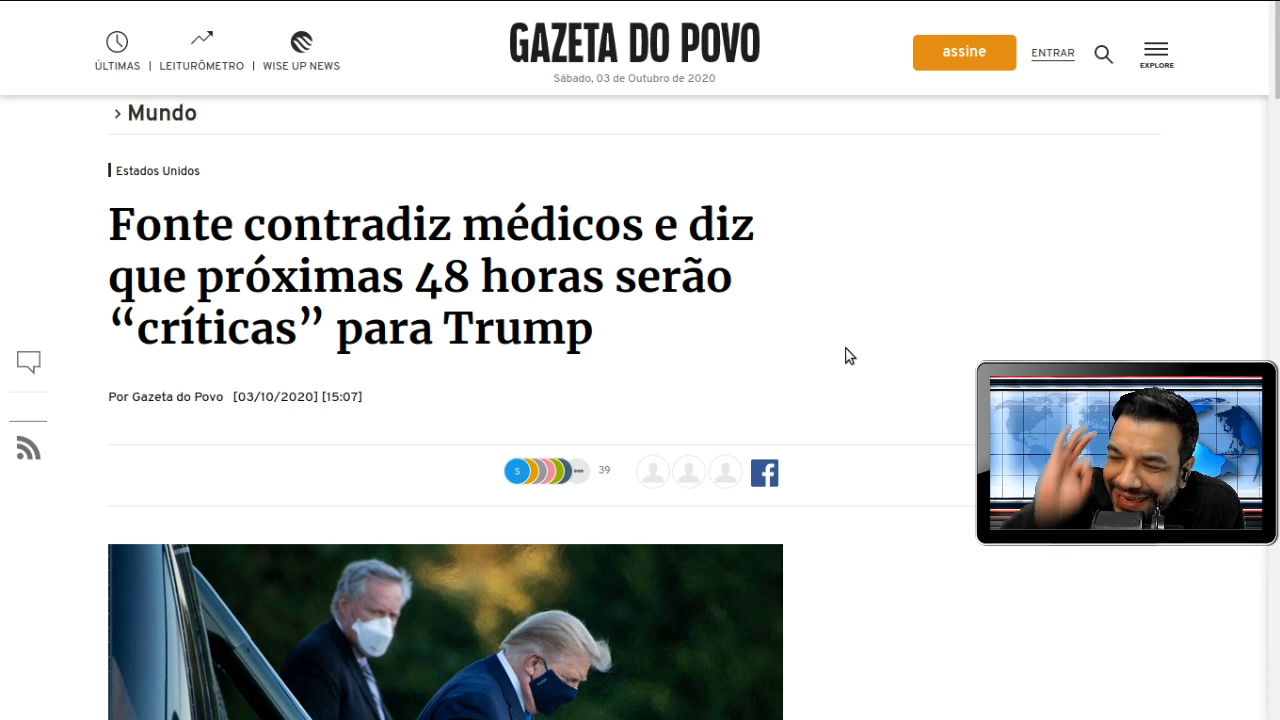 GAZETA DO POVO
Sábado, 03 de Outubro de 2020
ÚLTIMAS | LEITURÔMETRO | WISE UP NEWS
assine
ENTRAR
EXPLORE
› Mundo
Estados Unidos
Fonte contradiz médicos e diz
que próximas 48 horas serão
“críticas” para Trump
Por Gazeta do Povo [03/10/2020] [15:07]
S
39